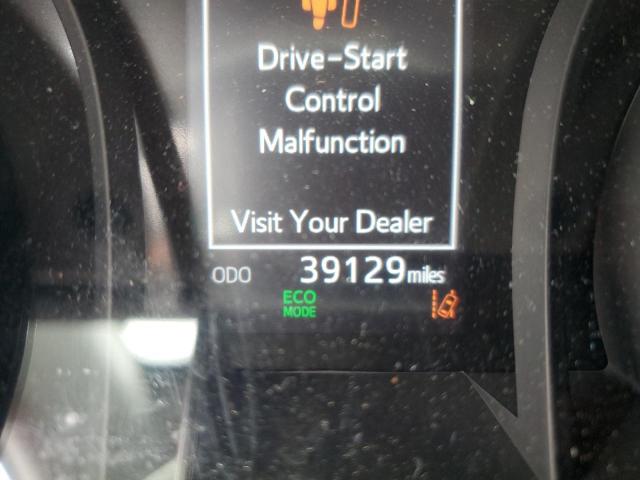 Drive-Start
Control
Malfunction
Visit Your Dealer
ODO 39129 miles
ECO
MODE